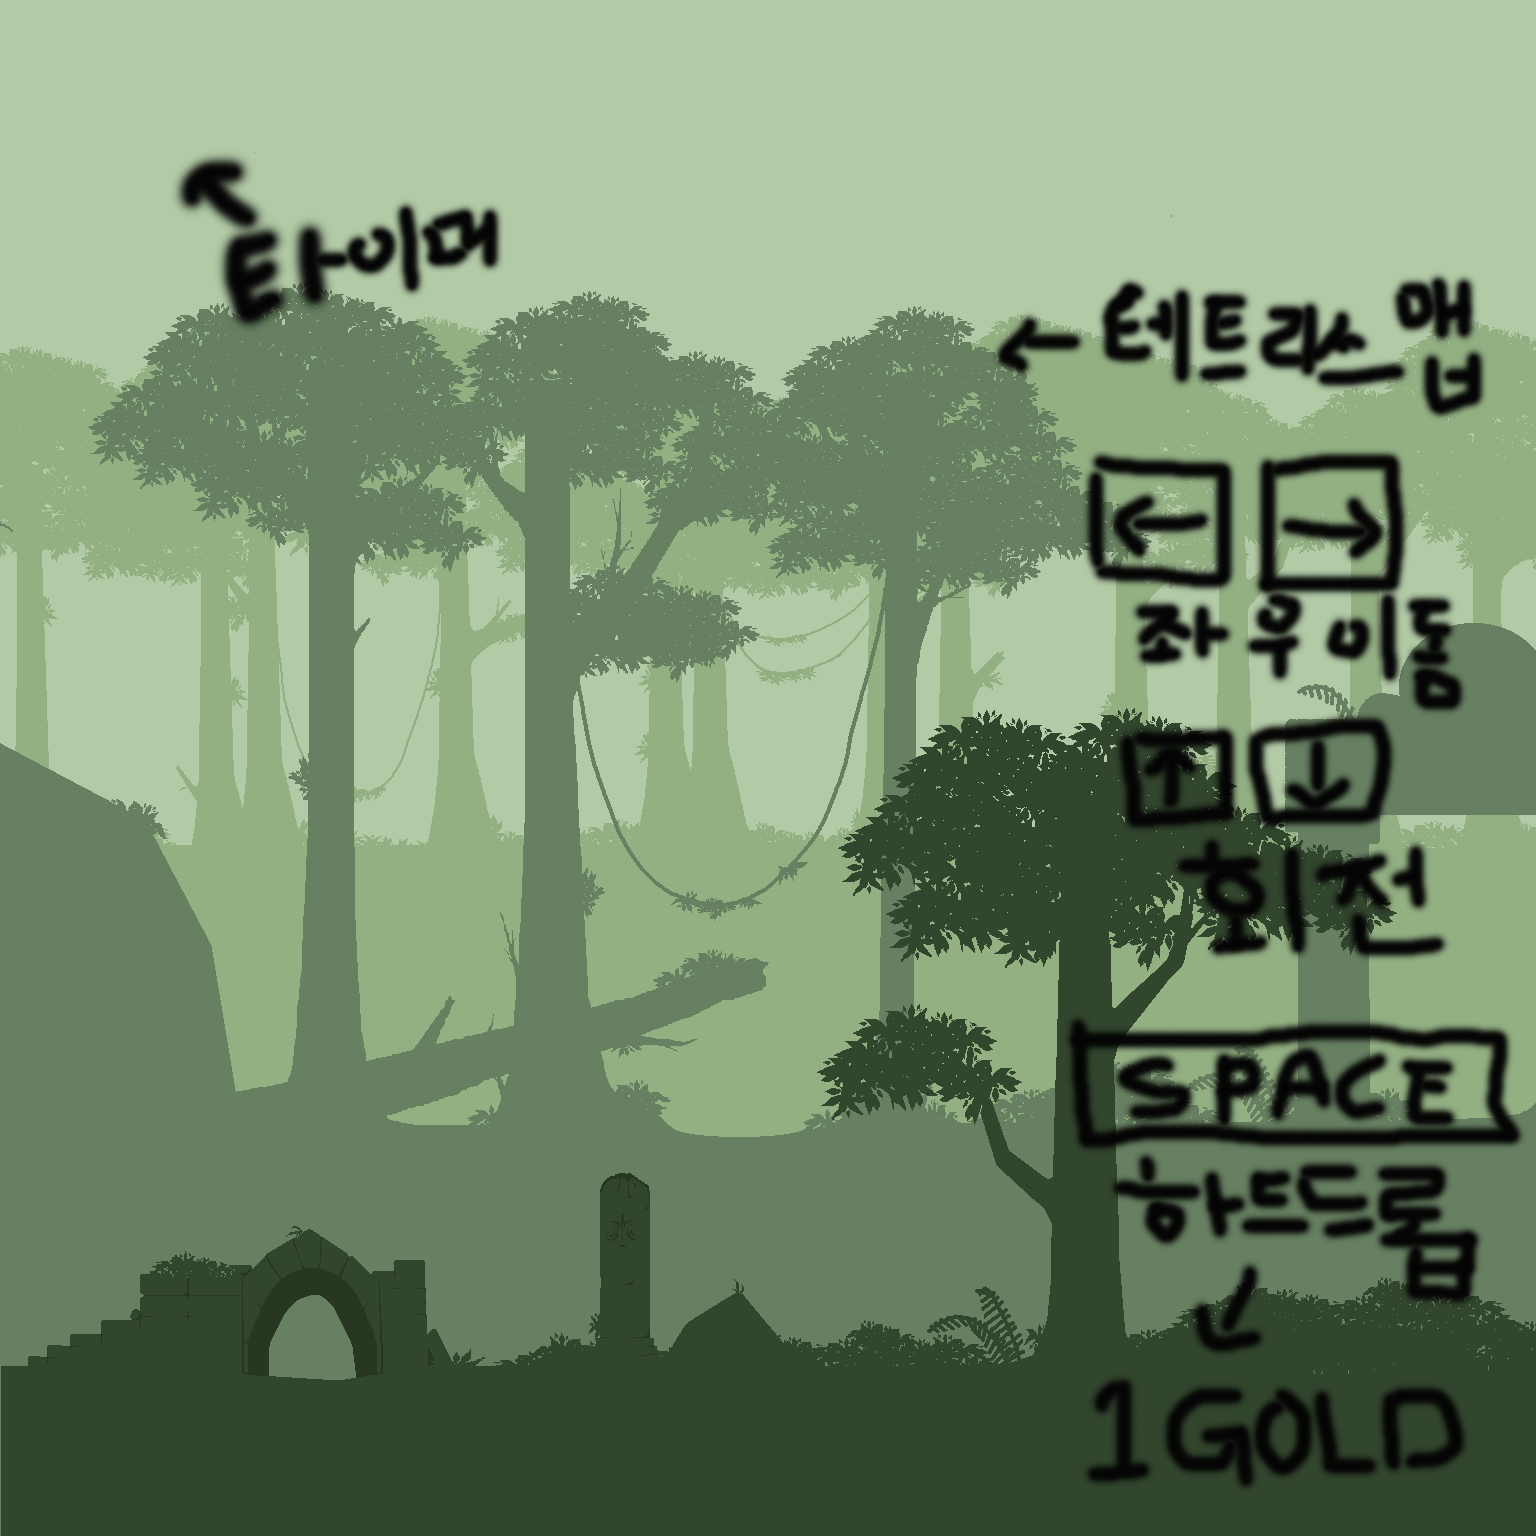 ↖
타이머
← 테트리스 맵
← →
좌우 이동
↑ ↓
회전
SPACE
하드드롭
↙
1GOLD